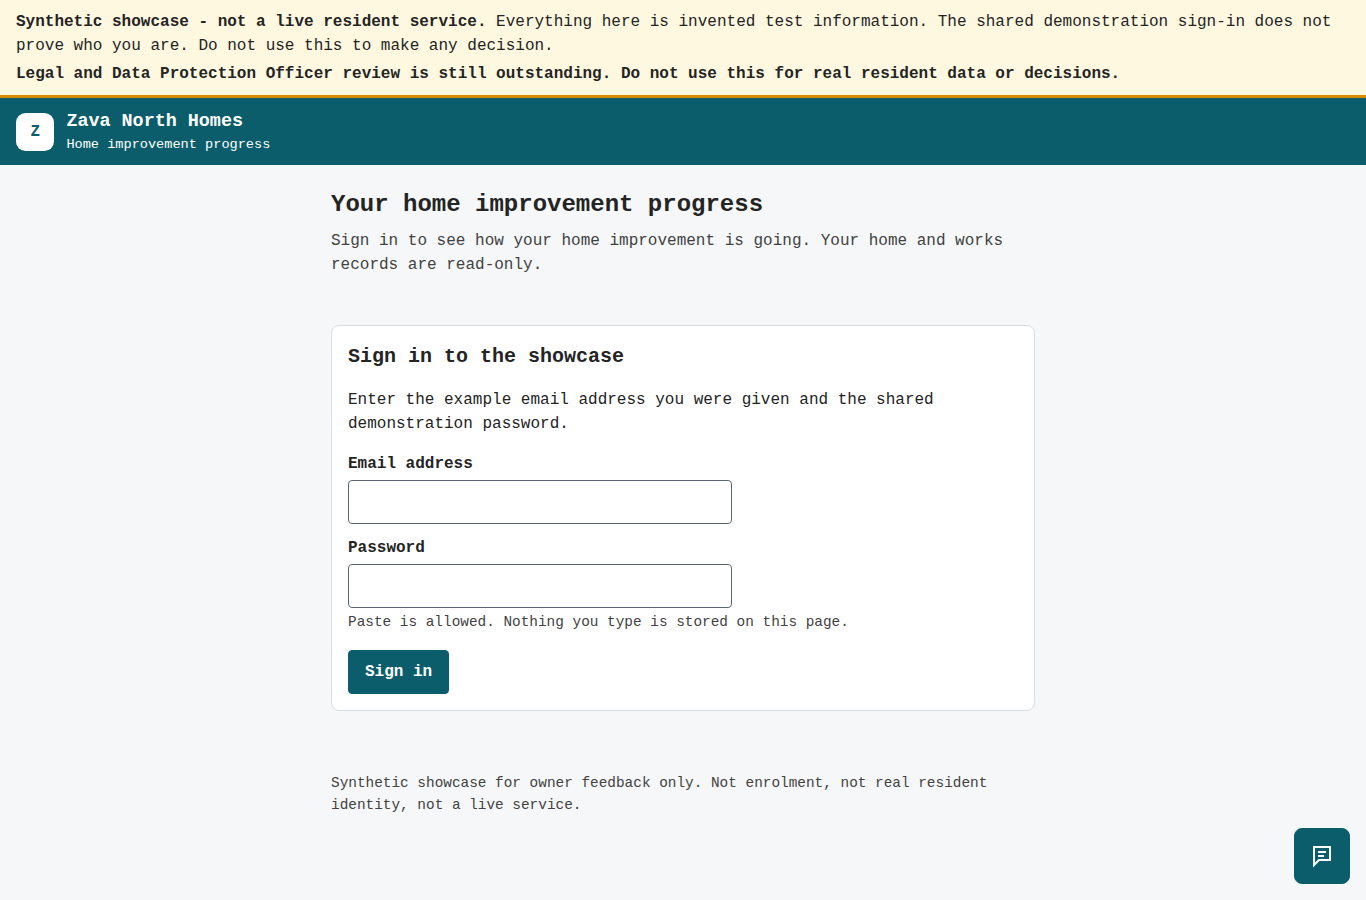 Synthetic showcase - not a live resident service. Everything here is invented test information. The shared demonstration sign-in does not
prove who you are. Do not use this to make any decision.
Legal and Data Protection Officer review is still outstanding. Do not use this for real resident data or decisions.
Z
Zava North Homes
Home improvement progress
Your home improvement progress
Sign in to see how your home improvement is going. Your home and works
records are read-only.
Sign in to the showcase
Enter the example email address you were given and the shared
demonstration password.
Email address
Password
Paste is allowed. Nothing you type is stored on this page.
Sign in
Synthetic showcase for owner feedback only. Not enrolment, not real resident
identity, not a live service.